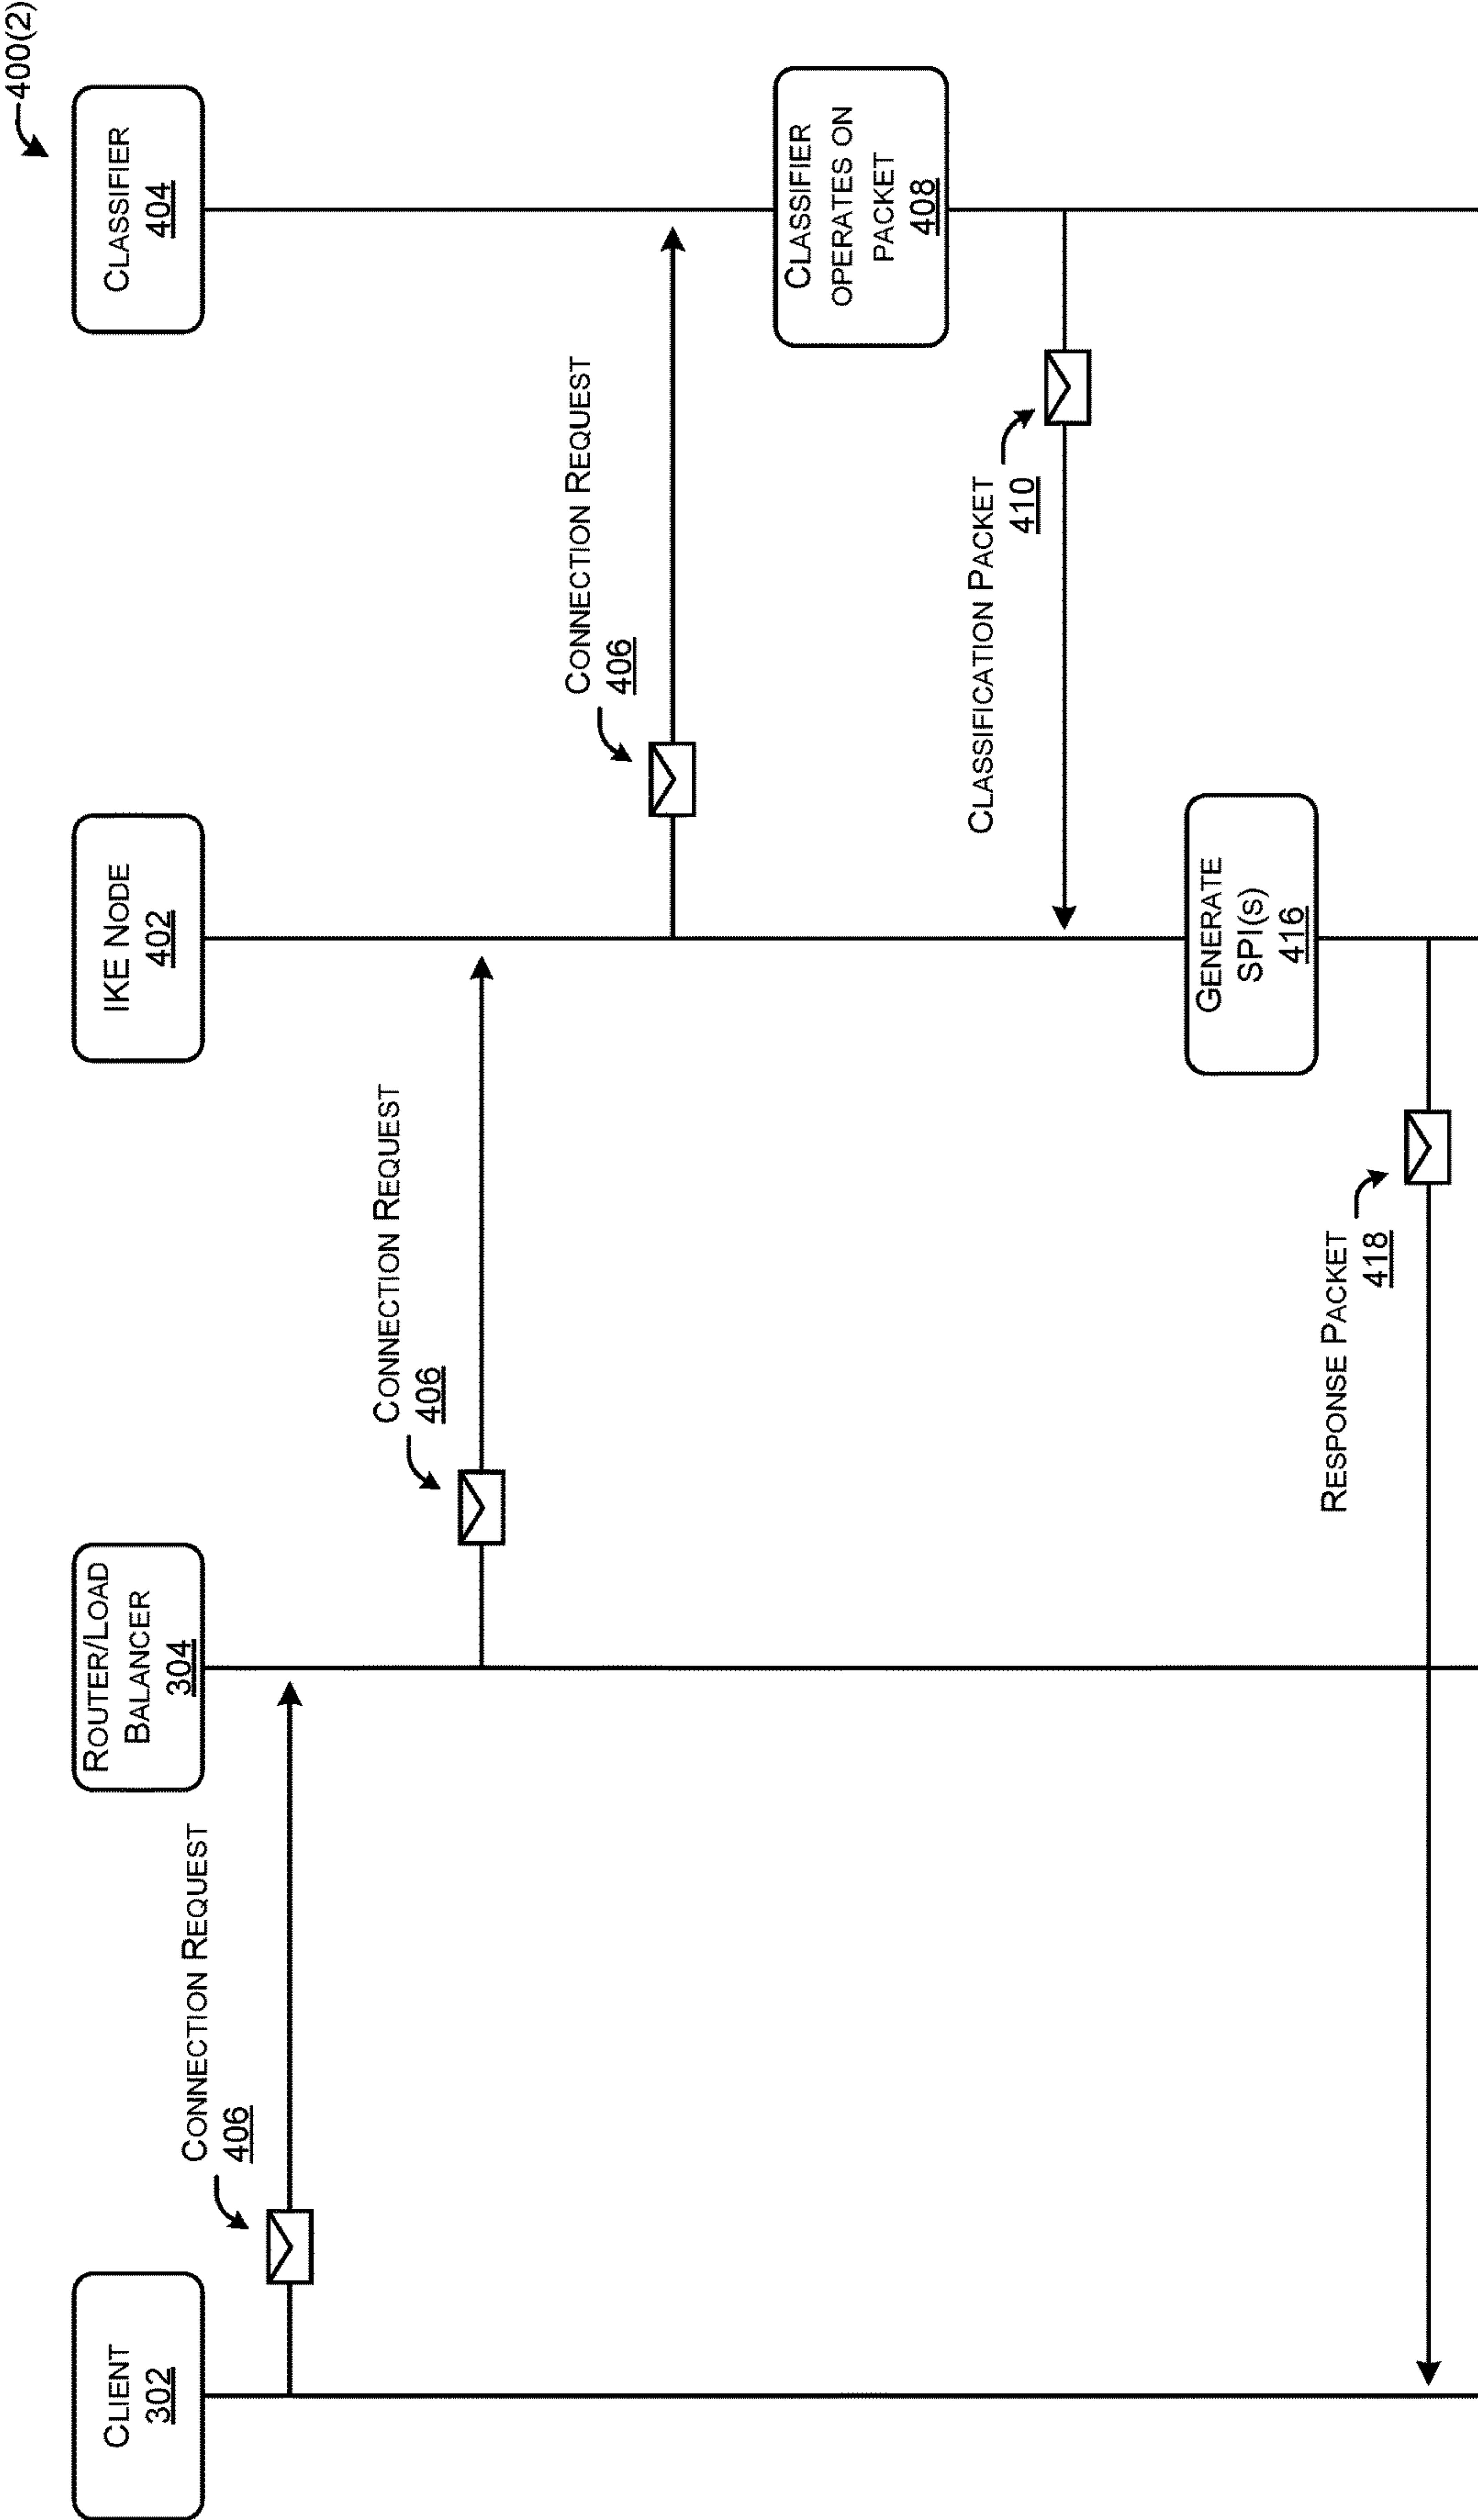 400(2)
CLIENT
302
ROUTER/LOAD
BALANCER
304
IKE NODE
402
CLASSIFIER
404
CONNECTION REQUEST
406
CONNECTION REQUEST
406
CONNECTION REQUEST
406
CLASSIFIER
OPERATES ON
PACKET
408
CLASSIFICATION PACKET
410
GENERATE
SPI(S)
416
RESPONSE PACKET
418